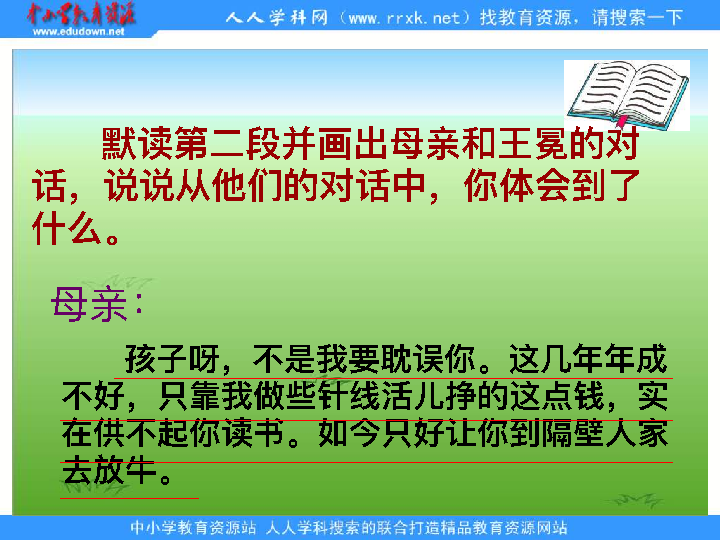 中小学教育资源
www.edudown.net
人人学科网（www.rrxk.net）找教育资源，请搜索一下
默读第二段并画出母亲和王冕的对
话，说说从他们的对话中，你体会到了
什么。
母亲：
孩子呀，不是我要耽误你。这几年年成
不好，只靠我做些针线活儿挣的这点钱，实
在供不起你读书。如今只好让你到隔壁人家
去放牛。
中小学教育资源站 人人学科搜索的联合打造精品教育资源网站